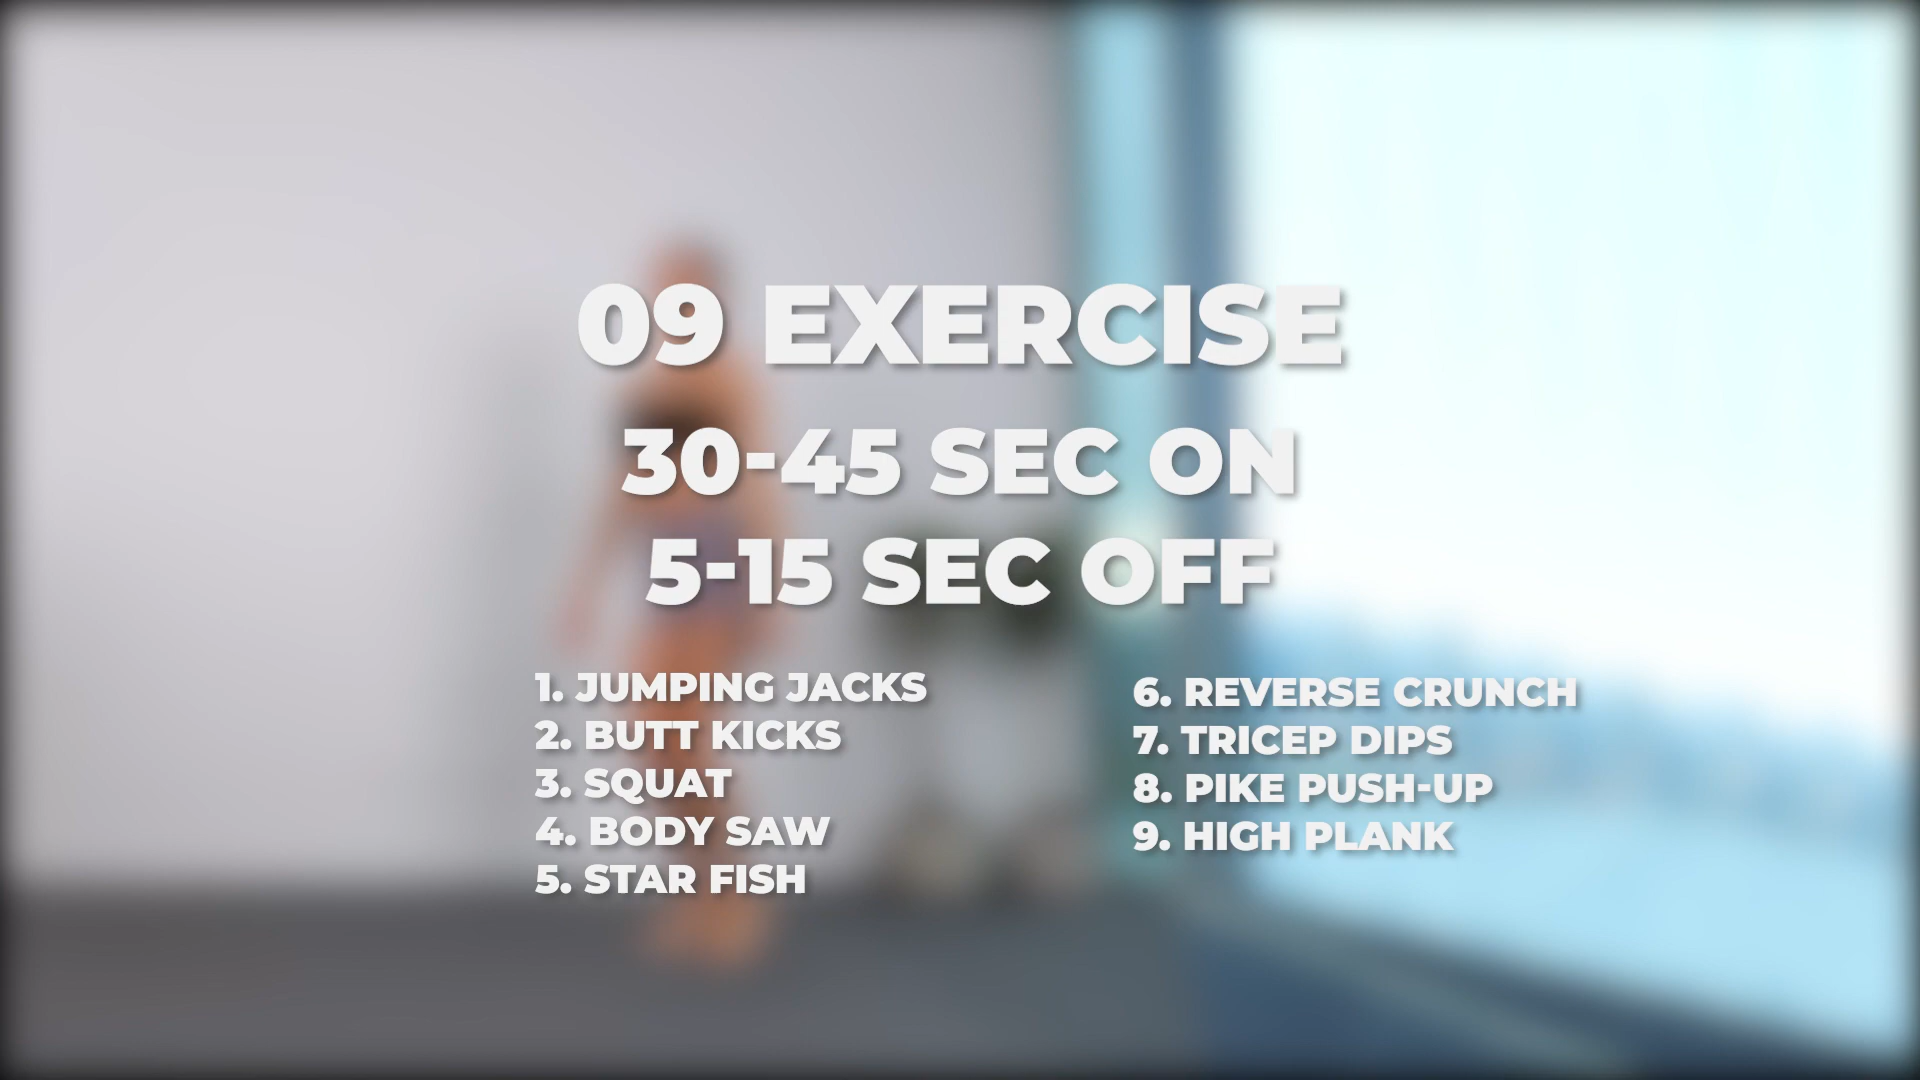 09 EXERCISE
30-45 SEC ON
5-15 SEC OFF
1. JUMPING JACKS
2. BUTT KICKS
3. SQUAT
4. BODY SAW
5. STAR FISH
6. REVERSE CRUNCH
7. TRICEP DIPS
8. PIKE PUSH-UP
9. HIGH PLANK